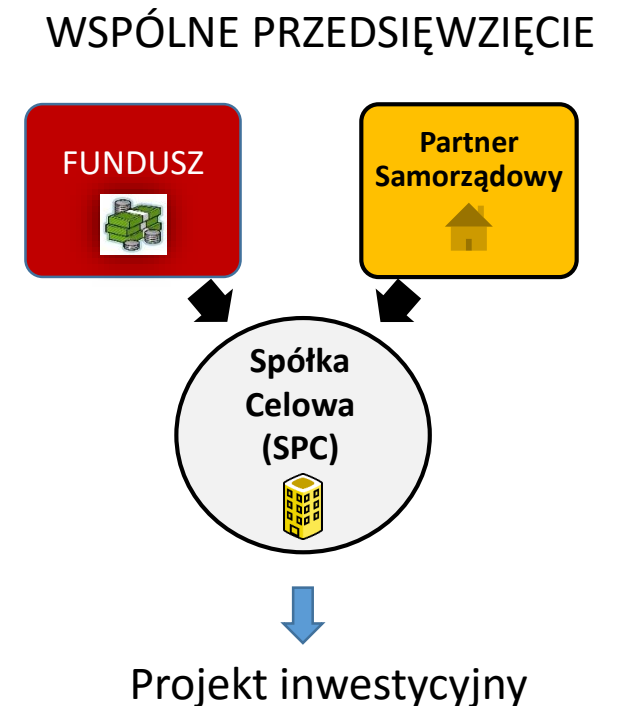 WSPÓLNE PRZEDSIĘWZIĘCIE
FUNDUSZ
Partner
Samorządowy
Spółka
Celowa
(SPC)
Projekt inwestycyjny